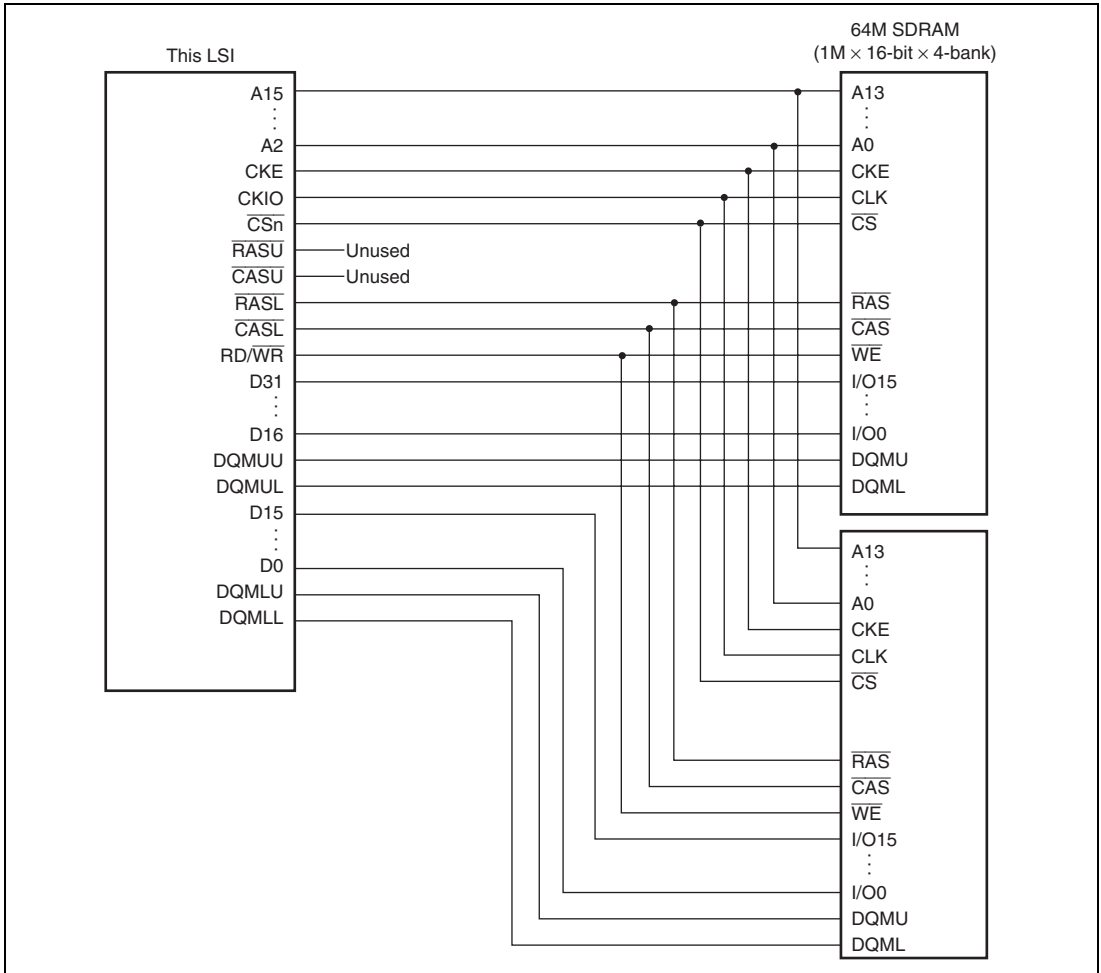 This LSI
A15
⋮
A2
CKE
CKIO
CSn
RASU
CASU
RASL
CASL
RD/WR
D31
⋮
D16
DQMUU
DQMUL
D15
⋮
D0
DQMLU
DQMLL
Unused
Unused
64M SDRAM
(1M × 16-bit × 4-bank)
A13
⋮
A0
CKE
CLK
CS
RAS
CAS
WE
I/O15
⋮
I/O0
DQMU
DQML
A13
⋮
A0
CKE
CLK
CS
RAS
CAS
WE
I/O15
⋮
I/O0
DQMU
DQML